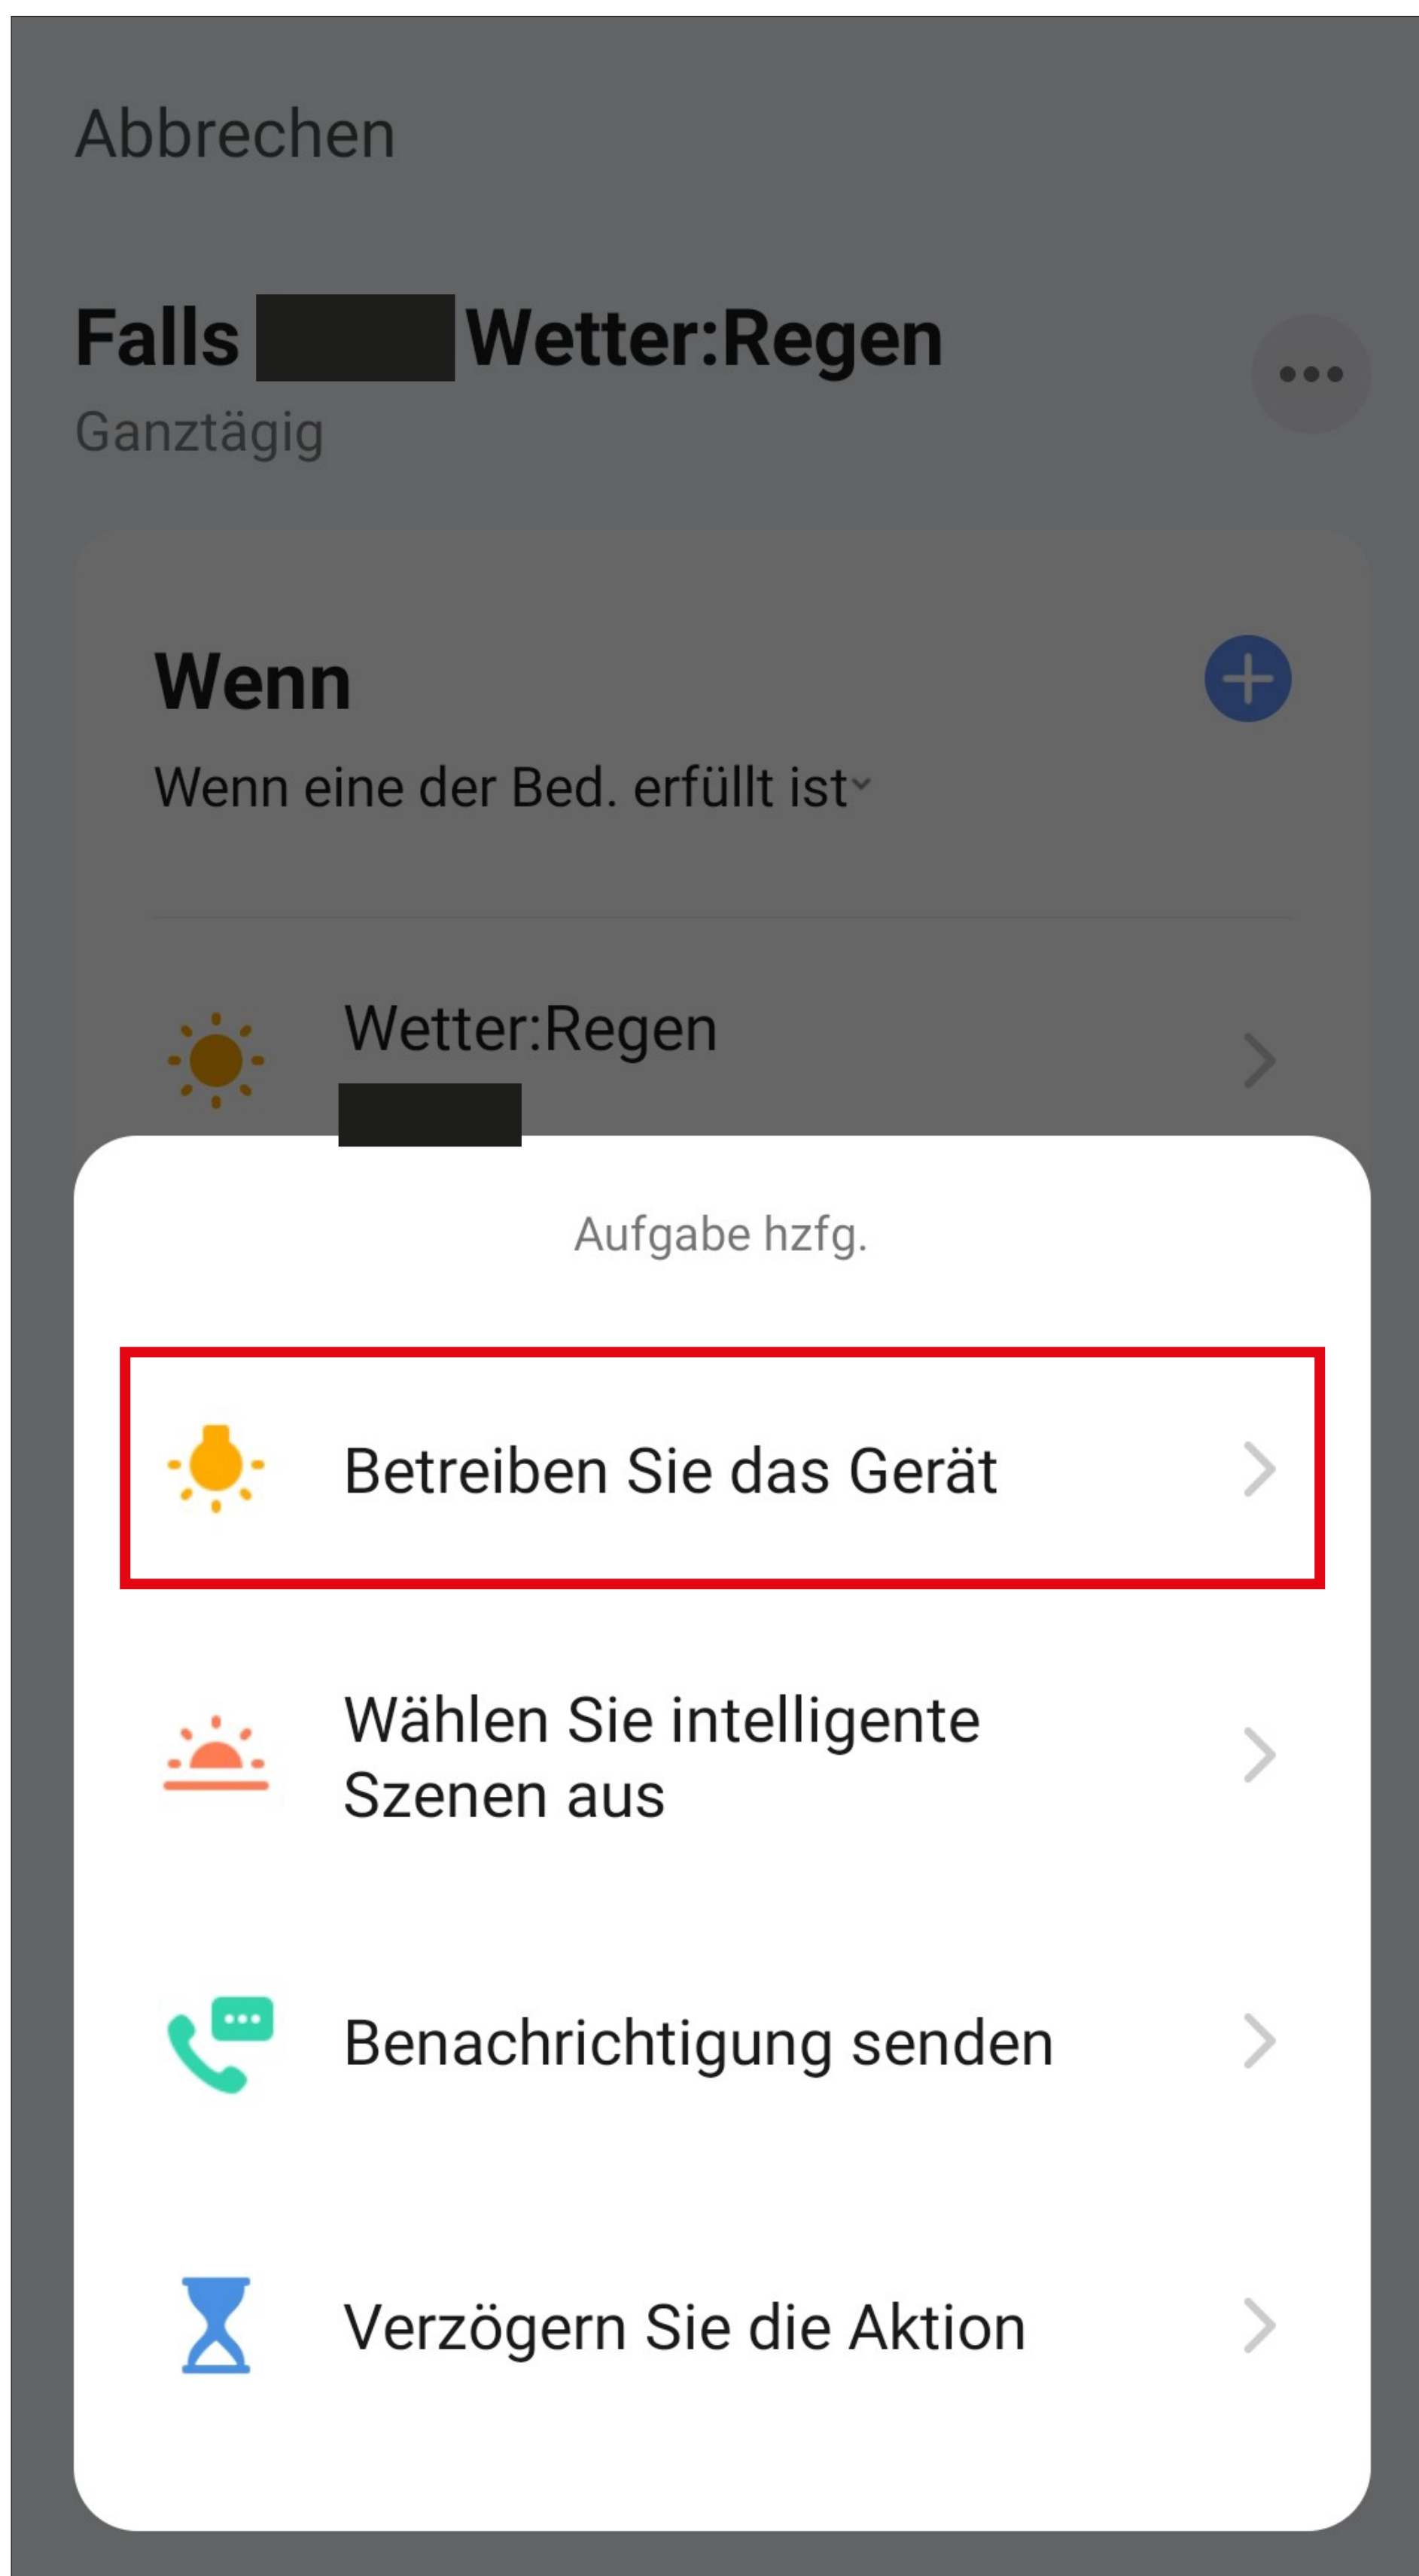 Abbrechen
Falls Wetter:Regen
Ganztägig
Wenn
Wenn eine der Bed. erfüllt ist
Wetter:Regen
Aufgabe hzfg.
Betreiben Sie das Gerät
Wählen Sie intelligente
Szenen aus
Benachrichtigung senden
Verzögern Sie die Aktion